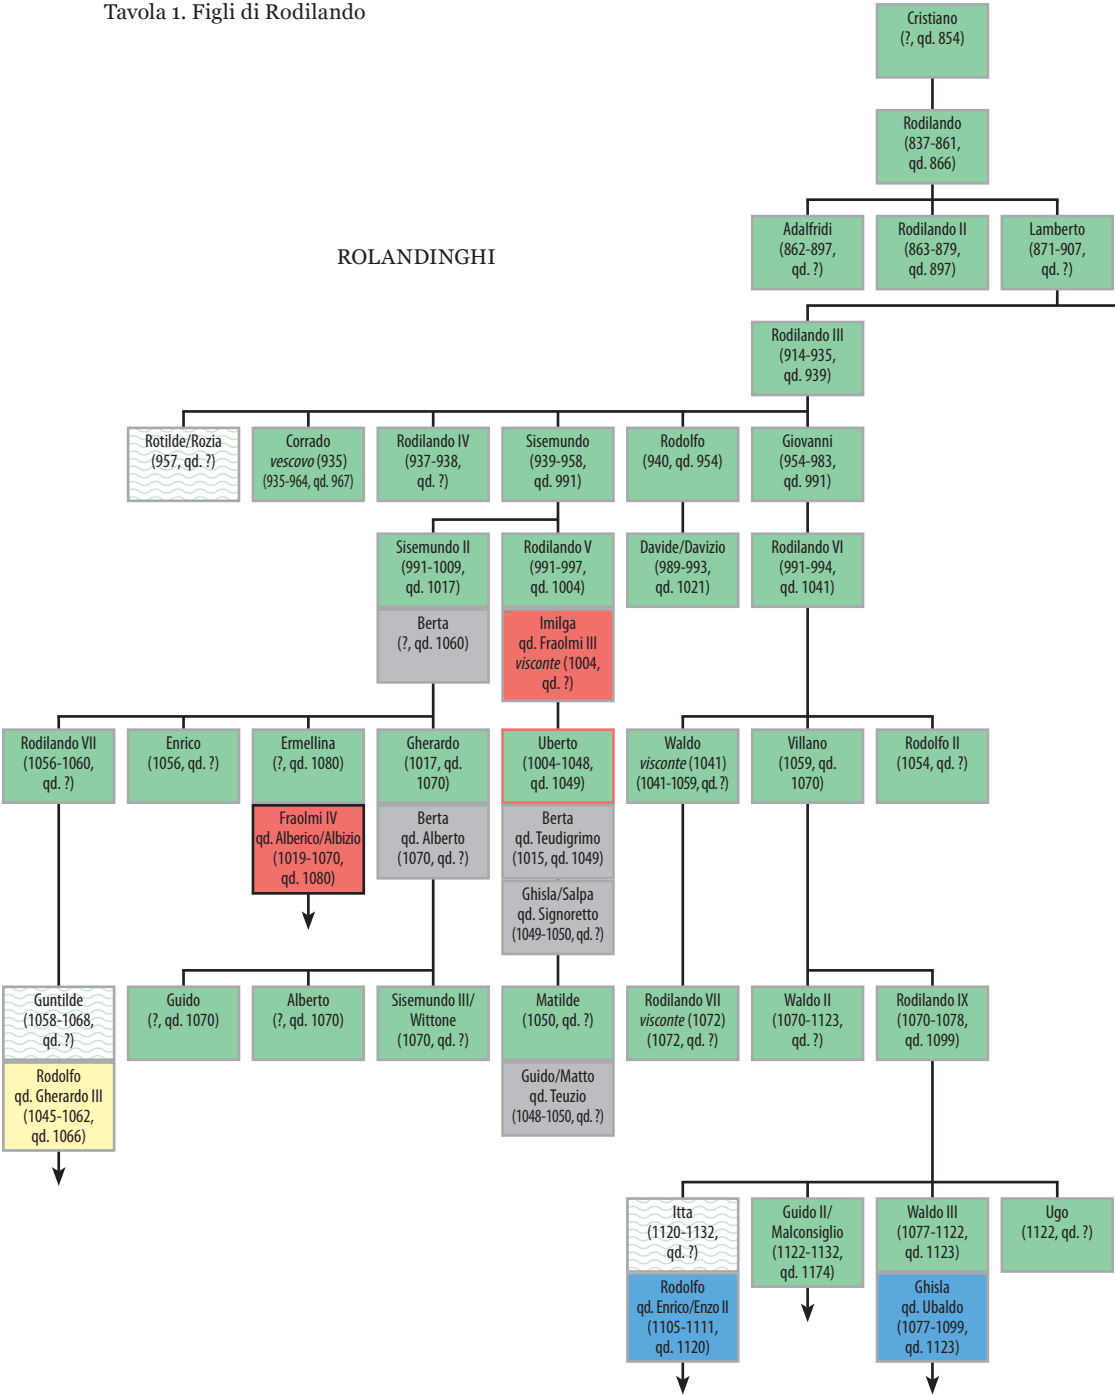 Tavola 1. Figli di Rodilando
Cristiano
(?, qd. 854)
Rodilando
(837-861,
qd. 866)
Adalfridi
(862-897,
qd. ?)
Rodilando II
(863-879,
qd. 897)
Lamberto
(871-907,
qd. ?)
ROLANDINGHI
Rodilando III
(914-935,
qd. 939)
Rotilde/Rozia
(957, qd. ?)
Corrado
vescovo (935)
(935-964, qd. 967)
Rodilando IV
(937-938,
qd. ?)
Sisemundo
(939-958,
qd. 991)
Rodolfo
(940, qd. 954)
Giovanni
(954-983,
qd. 991)
Sisemundo II
(991-1009,
qd. 1017)
Berta
(?, qd. 1060)
Rodilando V
(991-997,
qd. 1004)
Imilga
qd. Fraolmi III
visconte (1004,
qd. ?)
Davide/Davizio
(989-993,
qd. 1021)
Rodilando VI
(991-994,
qd. 1041)
Rodilando VII
(1056-1060,
qd. ?)
Enrico
(1056, qd. ?)
Ermellina
(?, qd. 1080)
Fraolmi IV
qd. Alberico/Albizio
(1019-1070,
qd. 1080)
Gherardo
(1017, qd.
1070)
Berta
qd. Alberto
(1070, qd. ?)
Uberto
(1004-1048,
qd. 1049)
Berta
qd. Teudigrimo
(1015, qd. 1049)
Ghisla/Salpa
qd. Signoretto
(1049-1050, qd. ?)
Waldo
visconte (1041)
(1041-1059, qd. ?)
Villano
(1059, qd.
1070)
Rodolfo II
(1054, qd. ?)
Guntilde
(1058-1068,
qd. ?)
Rodolfo
qd. Gherardo III
(1045-1062,
qd. 1066)
Guido
(?, qd. 1070)
Alberto
(?, qd. 1070)
Sisemundo III/
Wittone
(1070, qd. ?)
Matilde
(1050, qd. ?)
Guido/Matto
qd. Teuzio
(1048-1050, qd. ?)
Rodilando VII
visconte (1072)
(1072, qd. ?)
Waldo II
(1070-1123,
qd. ?)
Rodilando IX
(1070-1078,
qd. 1099)
Itta
(1120-1132,
qd. ?)
Rodolfo
qd. Enrico/Enzo II
(1105-1111,
qd. 1120)
Guido II/
Malconsiglio
(1122-1132,
qd. 1174)
Waldo III
(1077-1122,
qd. 1123)
Ghisla
qd. Ubaldo
(1077-1099,
qd. 1123)
Ugo
(1122, qd. ?)